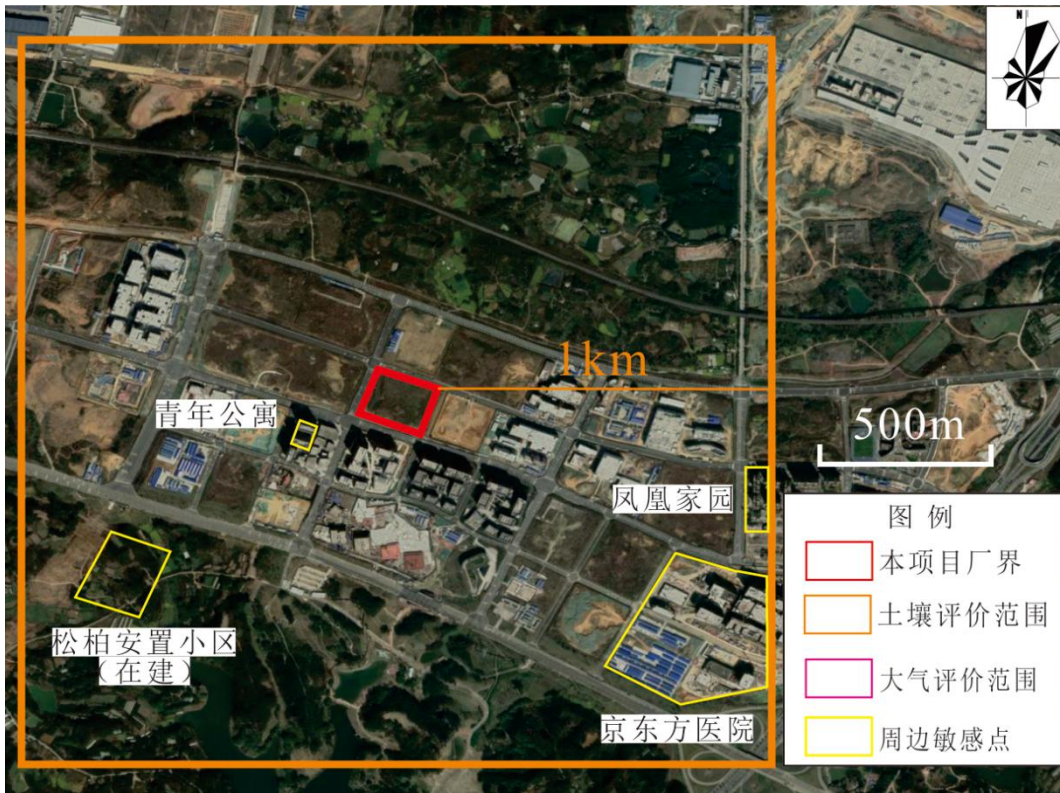 N
1km
青年公寓
500m
凤凰家园
图 例
本项目厂界
土壤评价范围
松柏安置小区
（在建）
大气评价范围
京东方医院
周边敏感点